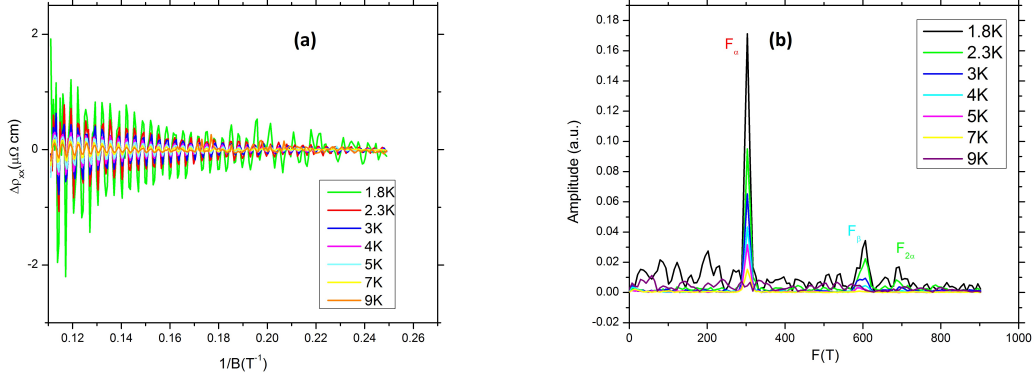 (a)
2
0
-2
Δρxx(μΩ cm)
0.12 0.14 0.16 0.18 0.20 0.22 0.24 0.26
1/B(T-1)
1.8K
2.3K
3K
4K
5K
7K
9K
(b)
0.18
0.16
0.14
0.12
0.10
0.08
0.06
0.04
0.02
0.00
-0.02
Amplitude (a.u.)
0 200 400 600 800 1000
F(T)
Fα
Fβ
F2α
1.8K
2.3K
3K
4K
5K
7K
9K